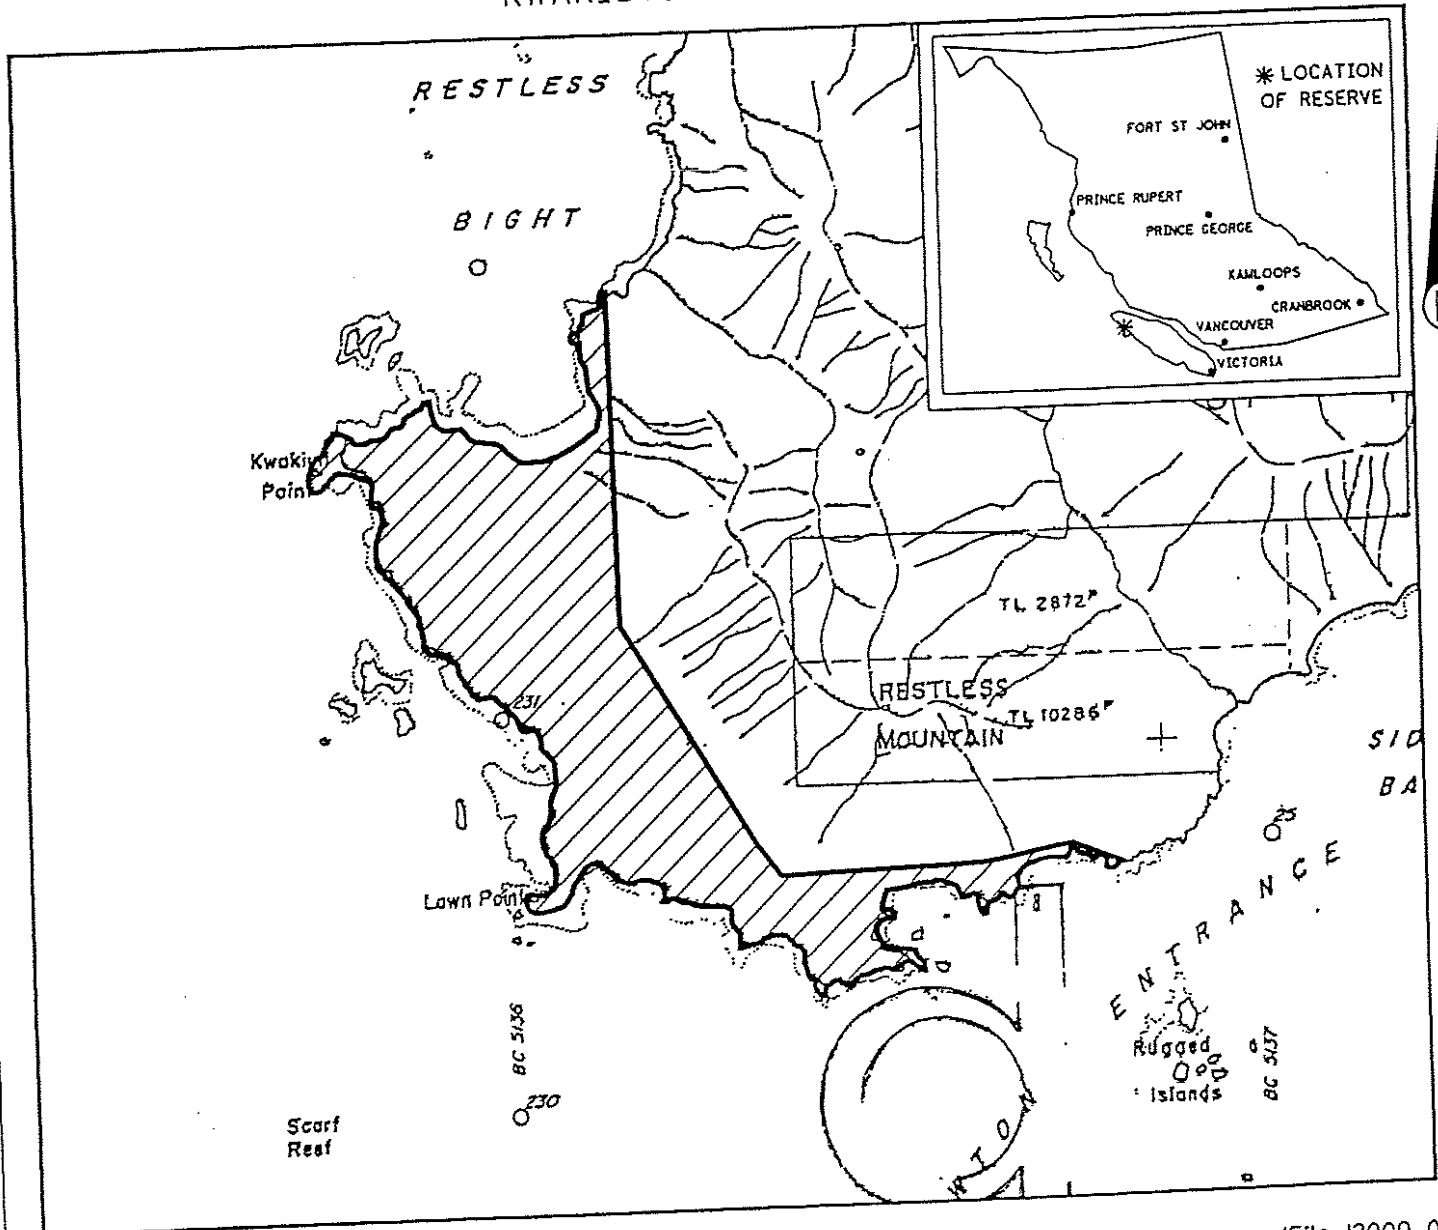 RESTLESS
BIGHT
* LOCATION
OF RESERVE
FORT ST JOHN
PRINCE RUPERT
PRINCE GEORGE
KAMLOOPS
CRANBROOK
VANCOUVER
VICTORIA
Point
TL 2872P
RESTLESS
TL 10286P
MOUNTAIN
231
SID
BA
25
Lawn Point
8
ENTRANCE
BC 5136
Rugged
Islands
BC 5137
230
Scarf
Reef